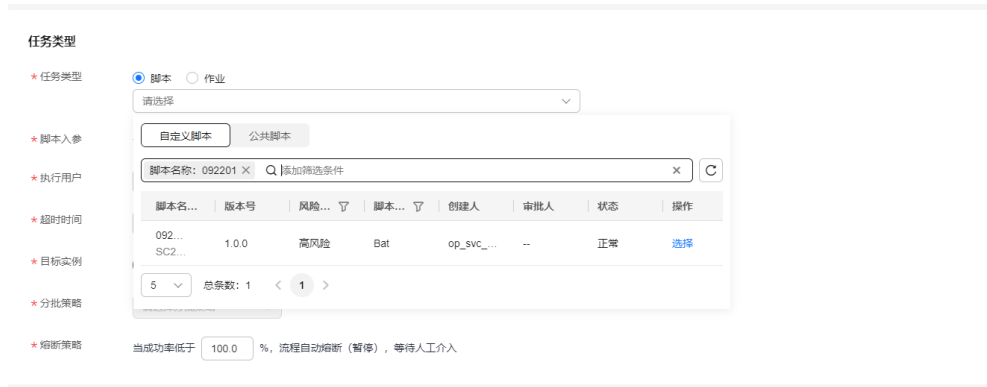 任务类型
* 任务类型
脚本 作业
请选择
* 脚本入参
自定义脚本 公共脚本
脚本名称: 092201 × 添加筛选条件 ×
* 执行用户
脚本名... 版本号 风险... 脚本... 创建人 审批人 状态 操作
* 超时时间
092...
SC2...
1.0.0 高风险 Bat op_svc_... -- 正常 选择
* 目标实例
5 总条数: 1 < 1 >
* 分批策略
* 熔断策略 当成功率低于 100.0 %, 流程自动熔断 (暂停) , 等待人工介入